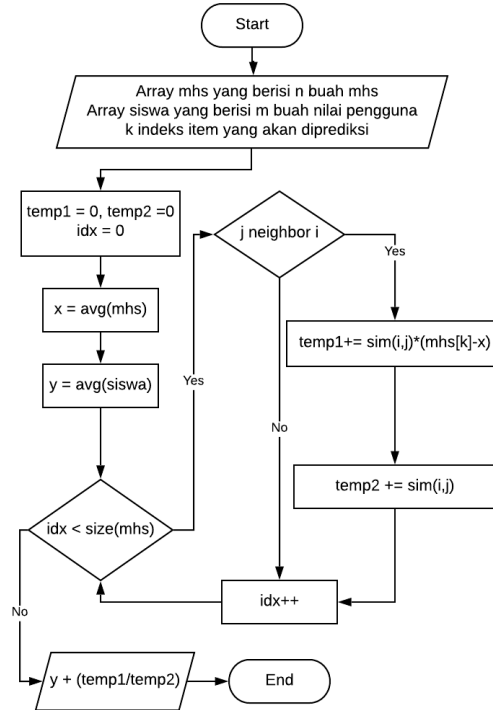 Start
Array mhs yang berisi n buah mhs
Array siswa yang berisi m buah nilai pengguna
k indeks item yang akan diprediksi
temp1 = 0, temp2 =0
idx = 0
x = avg(mhs)
y = avg(siswa)
idx < size(mhs)
Yes
No
j neighbor i
Yes
No
temp1+= sim(i,j)*(mhs[k]-x)
temp2 += sim(i,j)
idx++
y + (temp1/temp2)
End